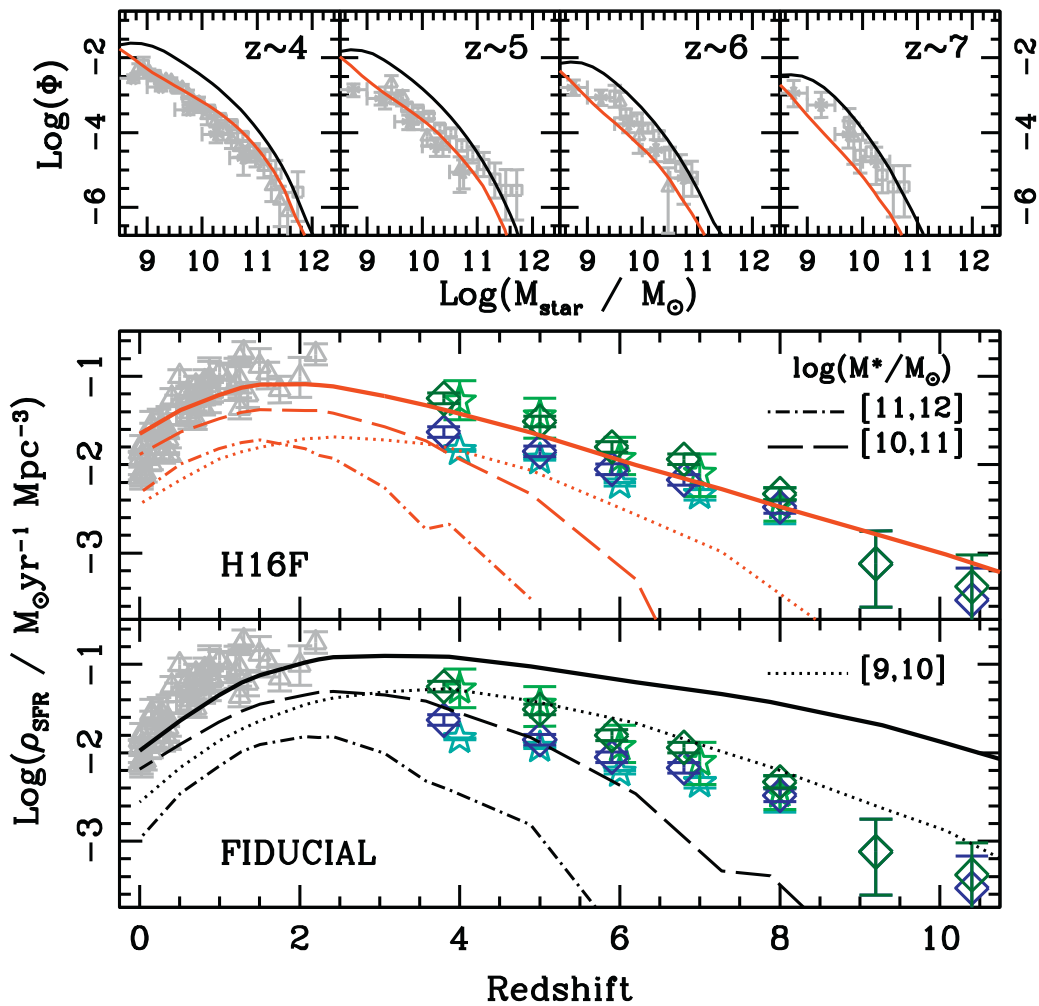 z~4 z~5 z~6 z~7
Log(Φ)
-2
-4
-6
-2
-4
-6
9 10 11 12 9 10 11 12 9 10 11 12 9 10 11 12
Log(M_star / M_⊙)
log(M*/M_⊙)
[11,12]
[10,11]
-1
-2
-3
H16F
Log(ρ_SFR / M_⊙yr⁻¹ Mpc⁻³)
[9,10]
-1
-2
-3
FIDUCIAL
0 2 4 6 8 10
Redshift